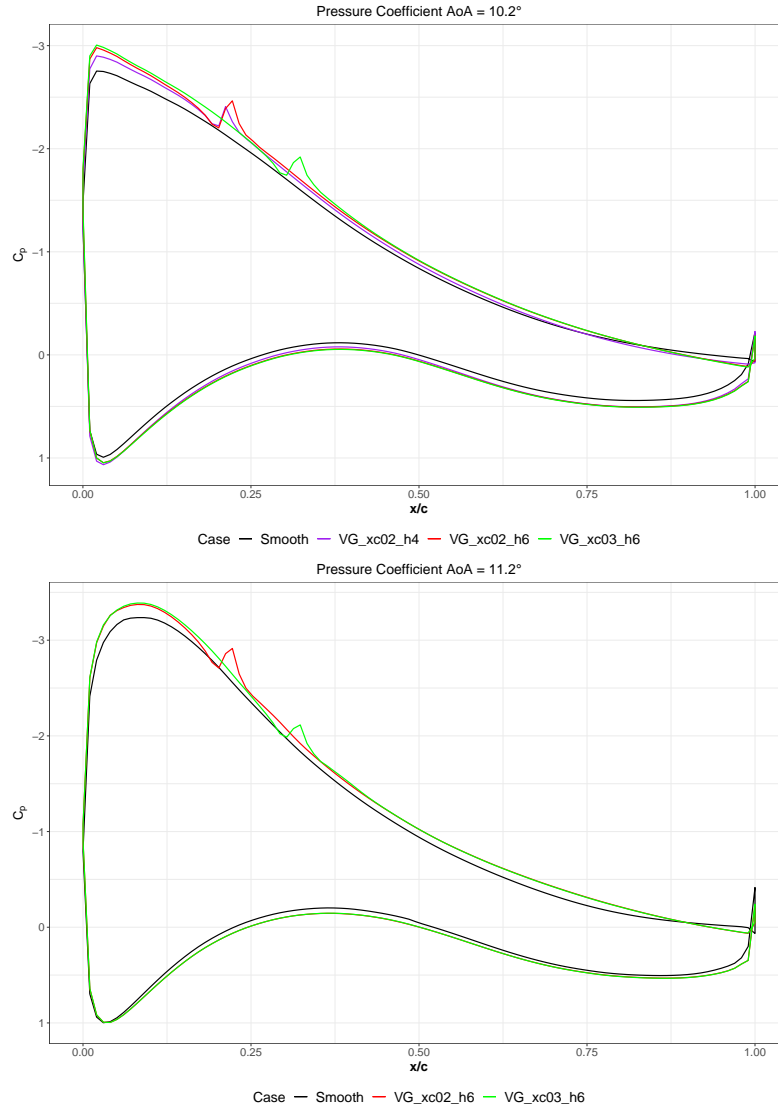 Pressure Coefficient AoA = 10.2°
−3
−2
−1
0
1
Cₚ
0.00 0.25 0.50 0.75 1.00
x/c
Case Smooth VG_xc02_h4 VG_xc02_h6 VG_xc03_h6
Pressure Coefficient AoA = 11.2°
−3
−2
−1
0
1
Cₚ
0.00 0.25 0.50 0.75 1.00
x/c
Case Smooth VG_xc02_h6 VG_xc03_h6